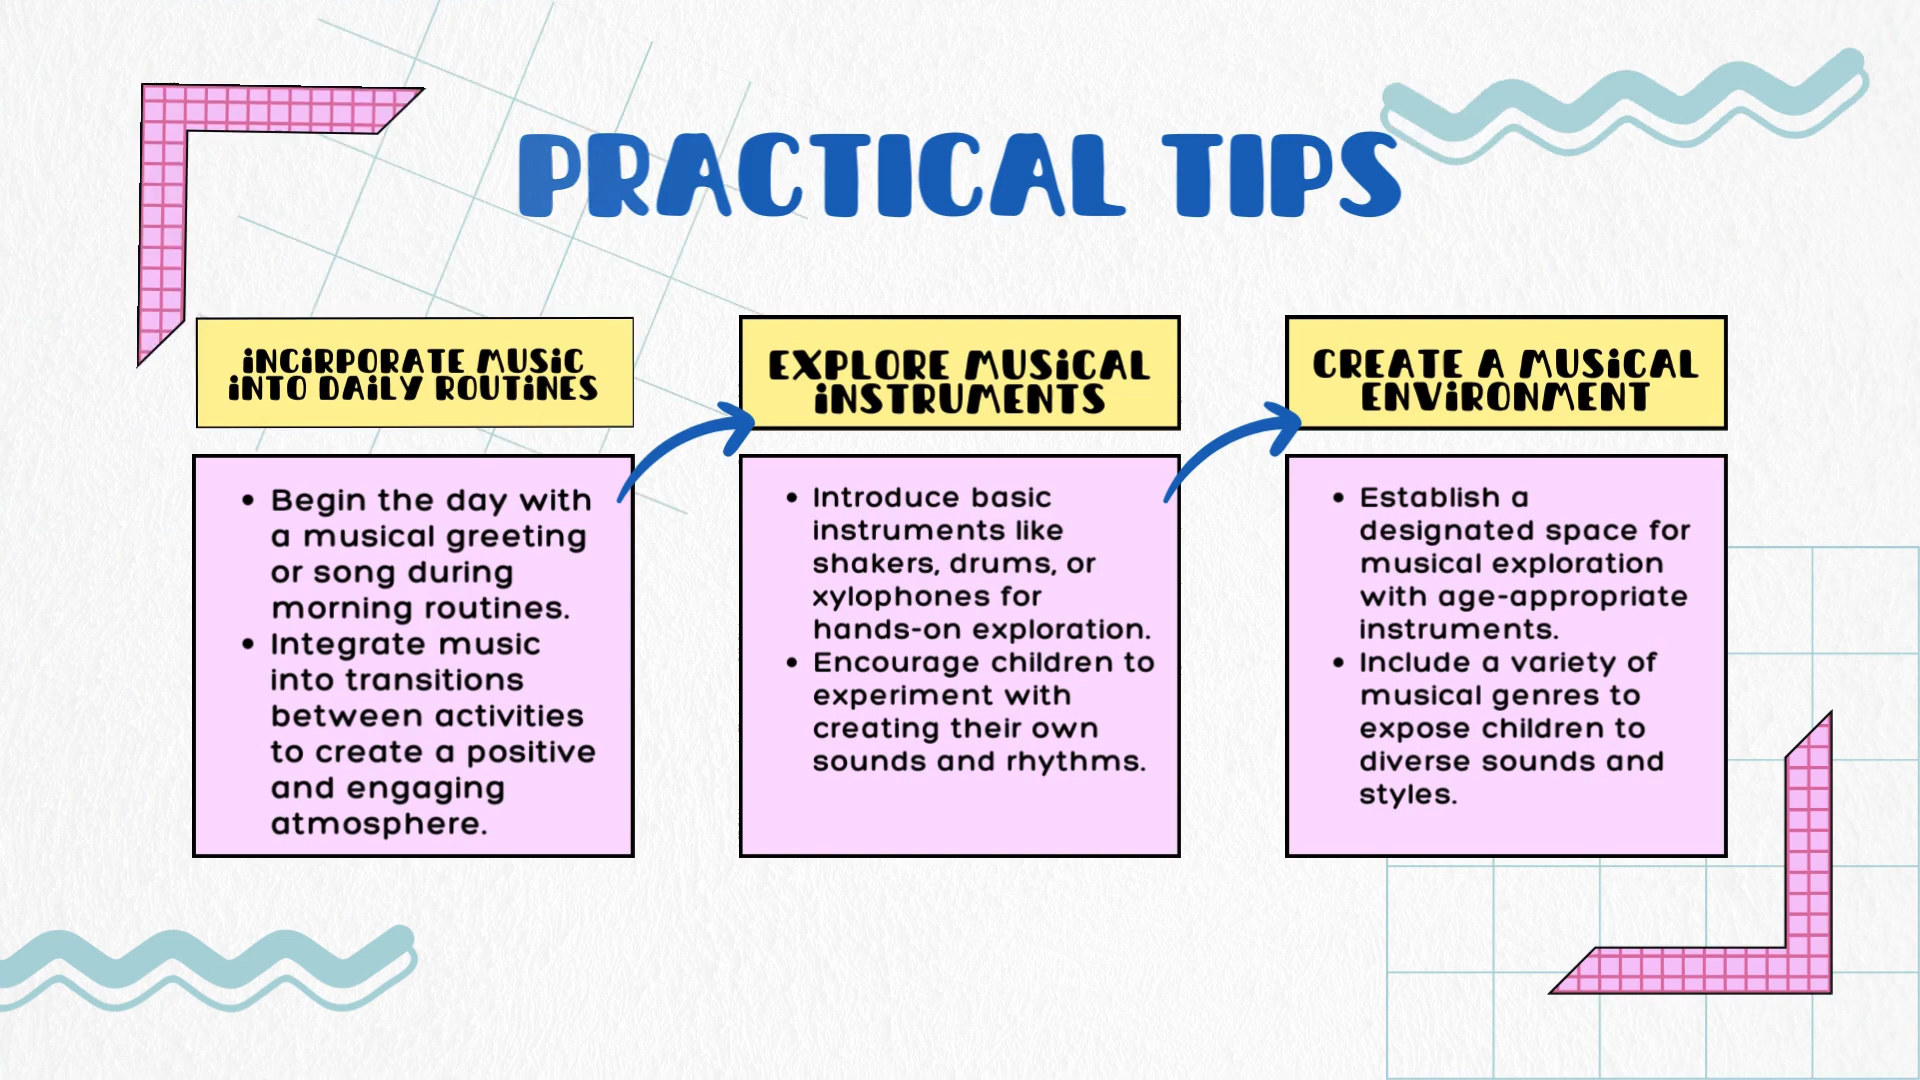 PRACTICAL TIPS
iNCiRPORATE MUSiC
iNTO DAiLY ROUTiNES
• Begin the day with
a musical greeting
or song during
morning routines.
• Integrate music
into transitions
between activities
to create a positive
and engaging
atmosphere.
EXPLORE MUSiCAL
iNSTRUMENTS
• Introduce basic
instruments like
shakers, drums, or
xylophones for
hands-on exploration.
• Encourage children to
experiment with
creating their own
sounds and rhythms.
CREATE A MUSiCAL
ENViRONMENT
• Establish a
designated space for
musical exploration
with age-appropriate
instruments.
• Include a variety of
musical genres to
expose children to
diverse sounds and
styles.